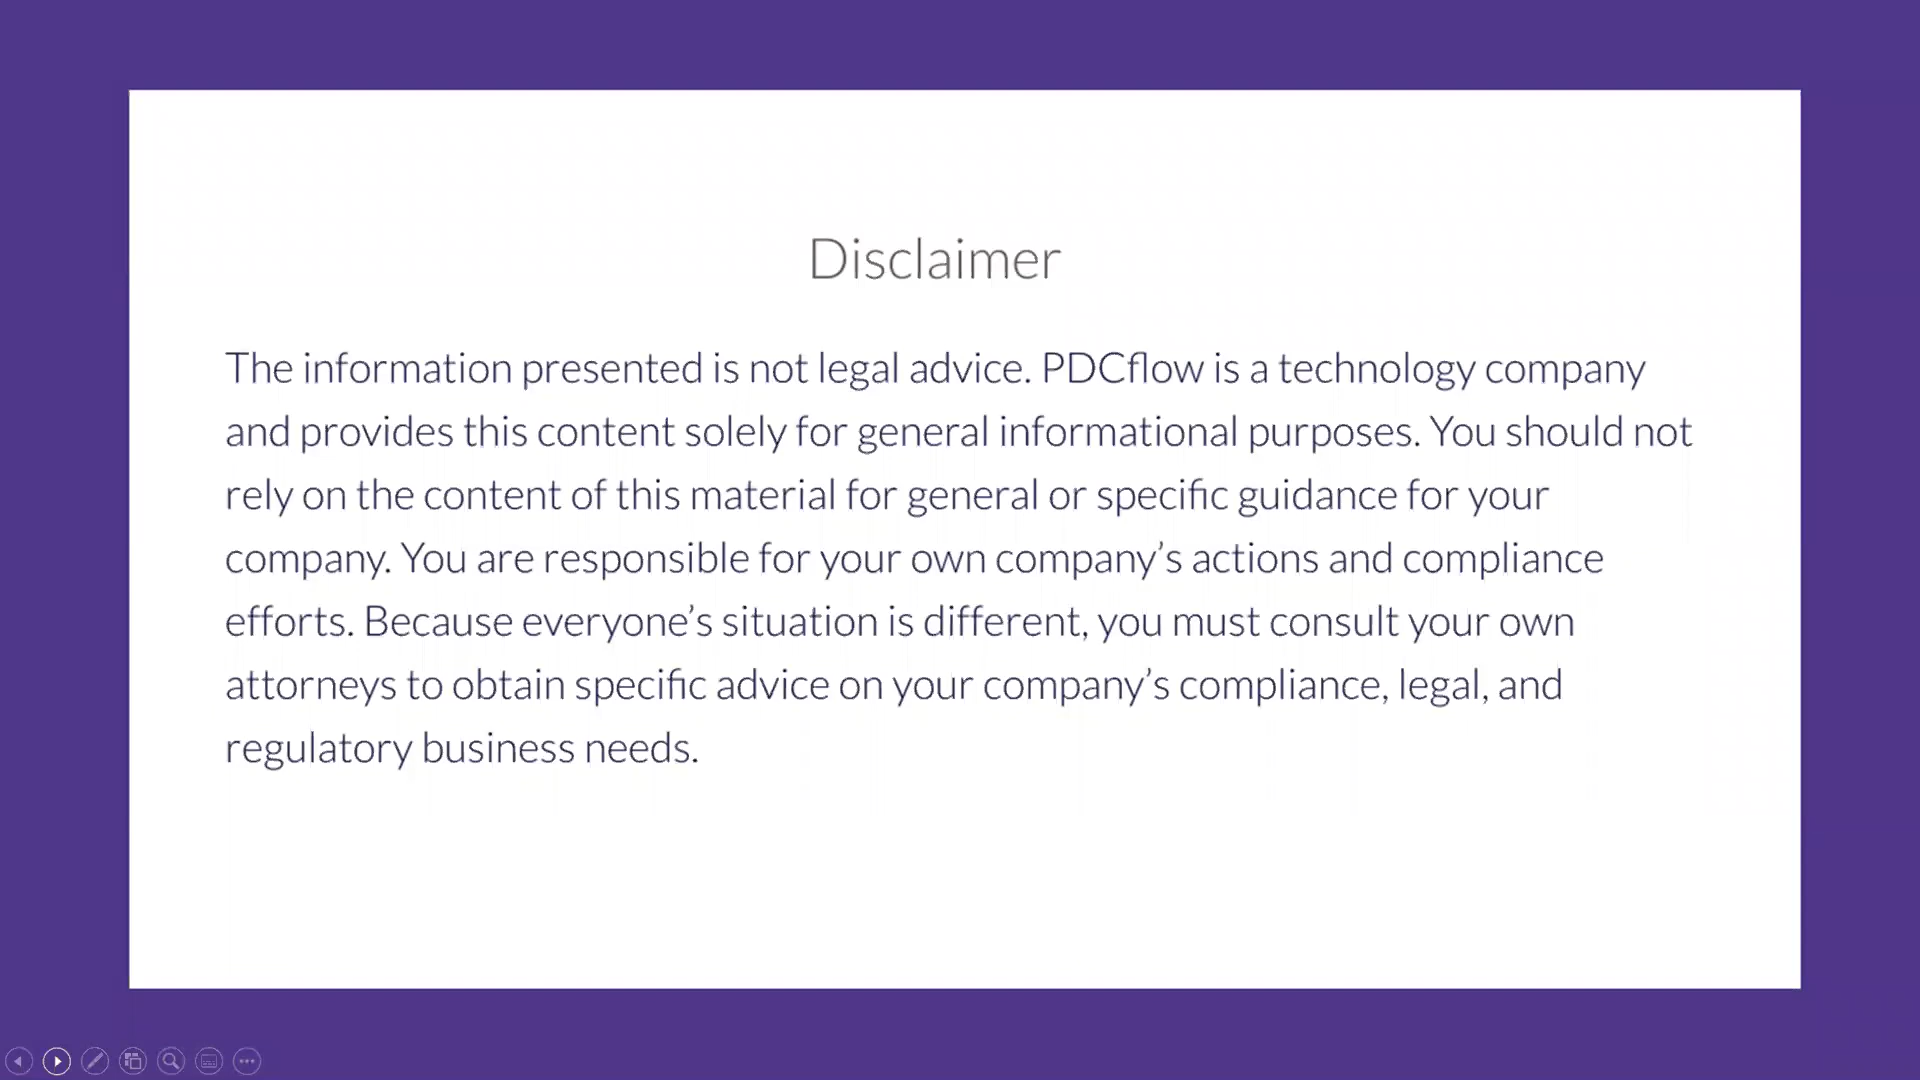 Disclaimer
The information presented is not legal advice. PDCflow is a technology company
and provides this content solely for general informational purposes. You should not
rely on the content of this material for general or specific guidance for your
company. You are responsible for your own company’s actions and compliance
efforts. Because everyone’s situation is different, you must consult your own
attorneys to obtain specific advice on your company’s compliance, legal, and
regulatory business needs.